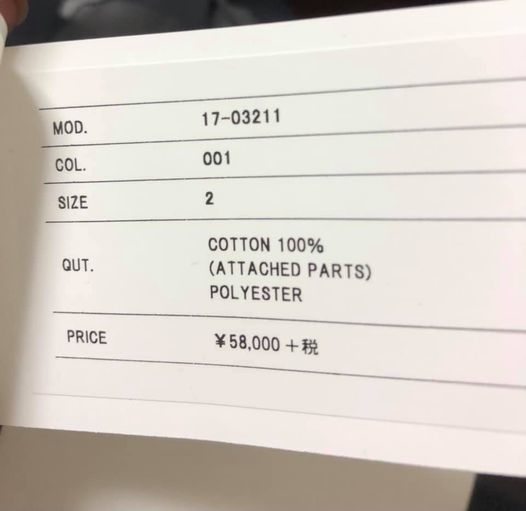 MOD. 17-03211
COL. 001
SIZE 2
QUT. COTTON 100%
(ATTACHED PARTS)
POLYESTER
PRICE ¥58,000+税